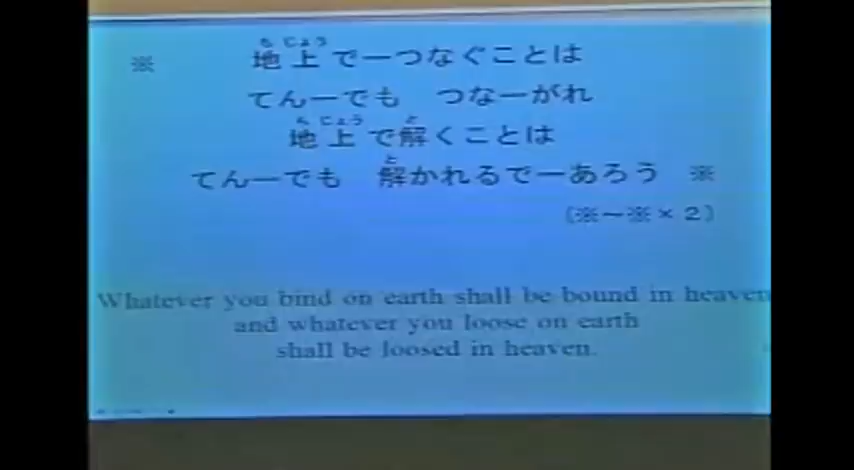 ※ 地上でーつなぐことは
てんーでも つなーがれ
地上で解くことは
てんーでも 解かれるでーあろう ※
(※〜※×2)
Whatever you bind on earth shall be bound in heaven
and whatever you loose on earth
shall be loosed in heaven.